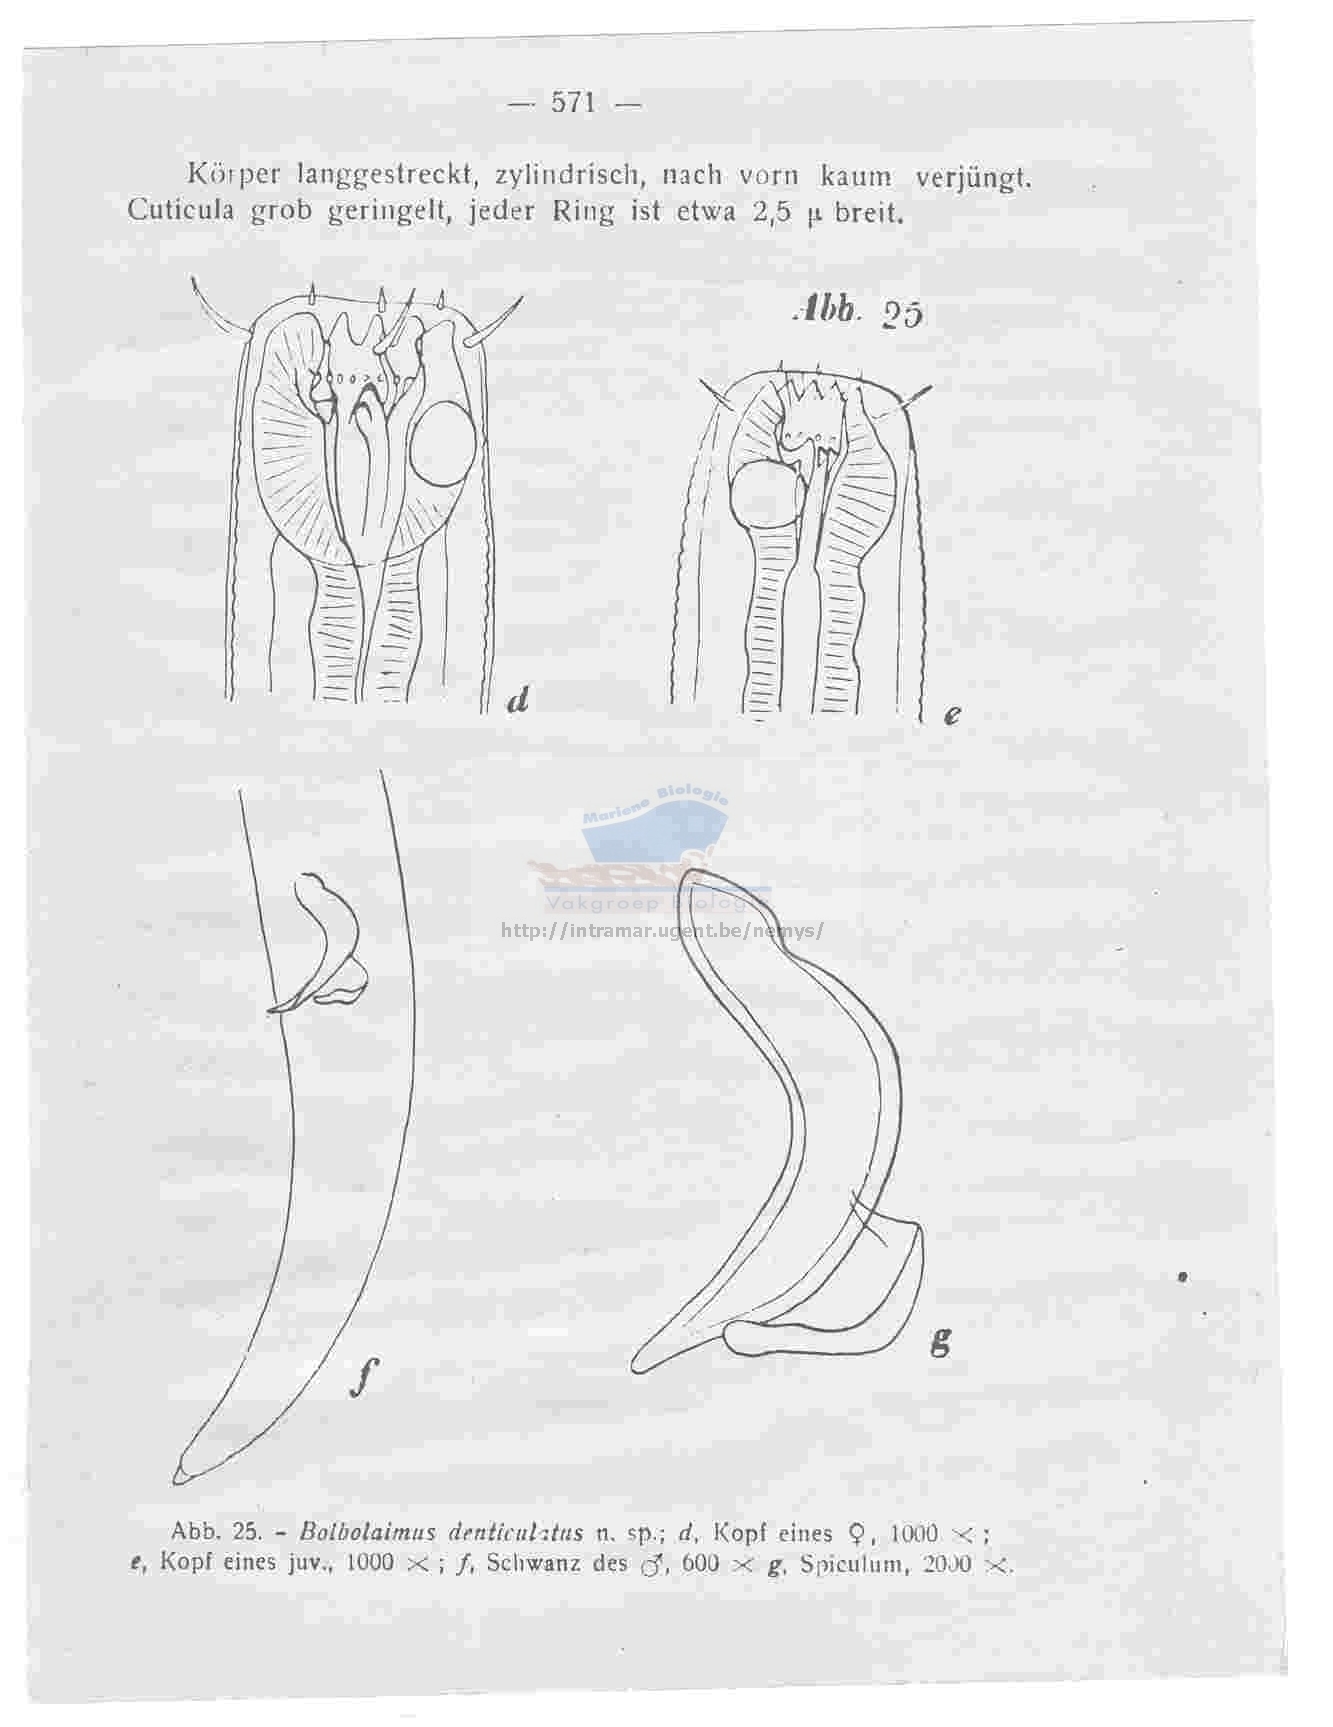 — 571 —
Körper langgestreckt, zylindrisch, nach vorn kaum verjüngt.
Cuticula grob geringelt, jeder Ring ist etwa 2,5 µ breit.
Abb. 25
d
e
Mariene Biologie
Vakgroep Biologie
http://intramar.ugent.be/nemys/
f
g
Abb. 25. – Bolbolaimus denticulatus n. sp.; d, Kopf eines ♀, 1000 × ;
e, Kopf eines juv., 1000 × ; f, Schwanz des ♂, 600 × g, Spiculum, 2000 ×.